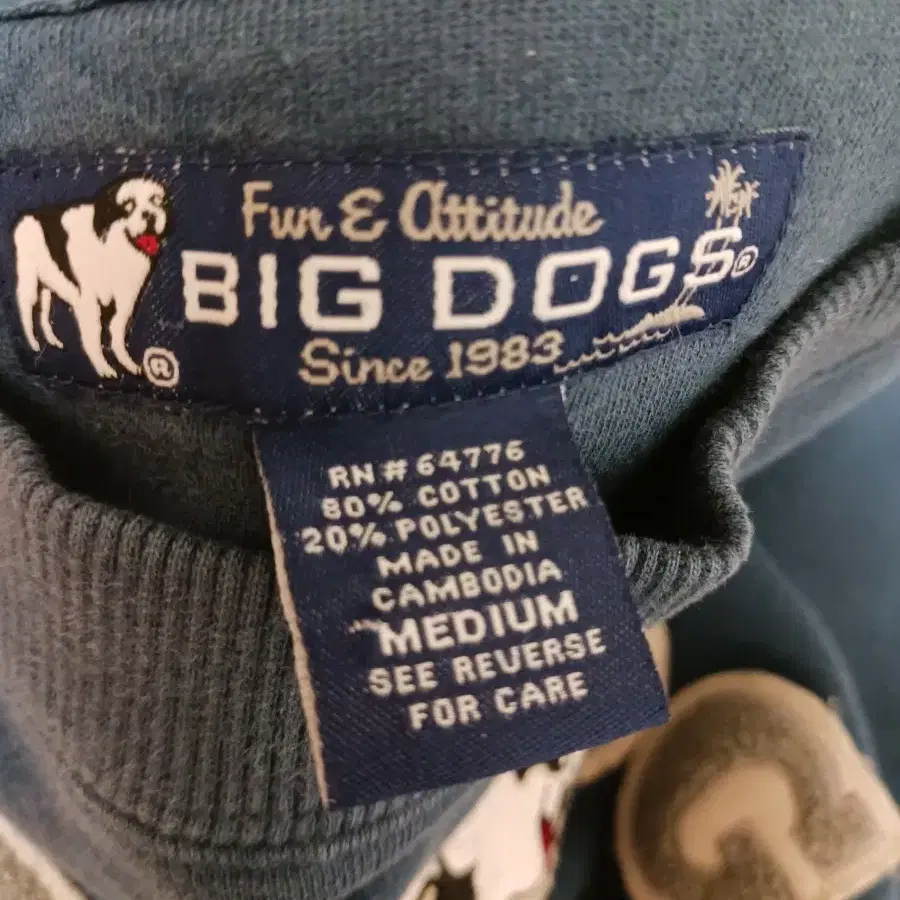 Fun & Attitude
BIG DOGS®
Since 1983
®
RN # 64776
80% COTTON
20% POLYESTER
MADE IN
CAMBODIA
MEDIUM
SEE REVERSE
FOR CARE